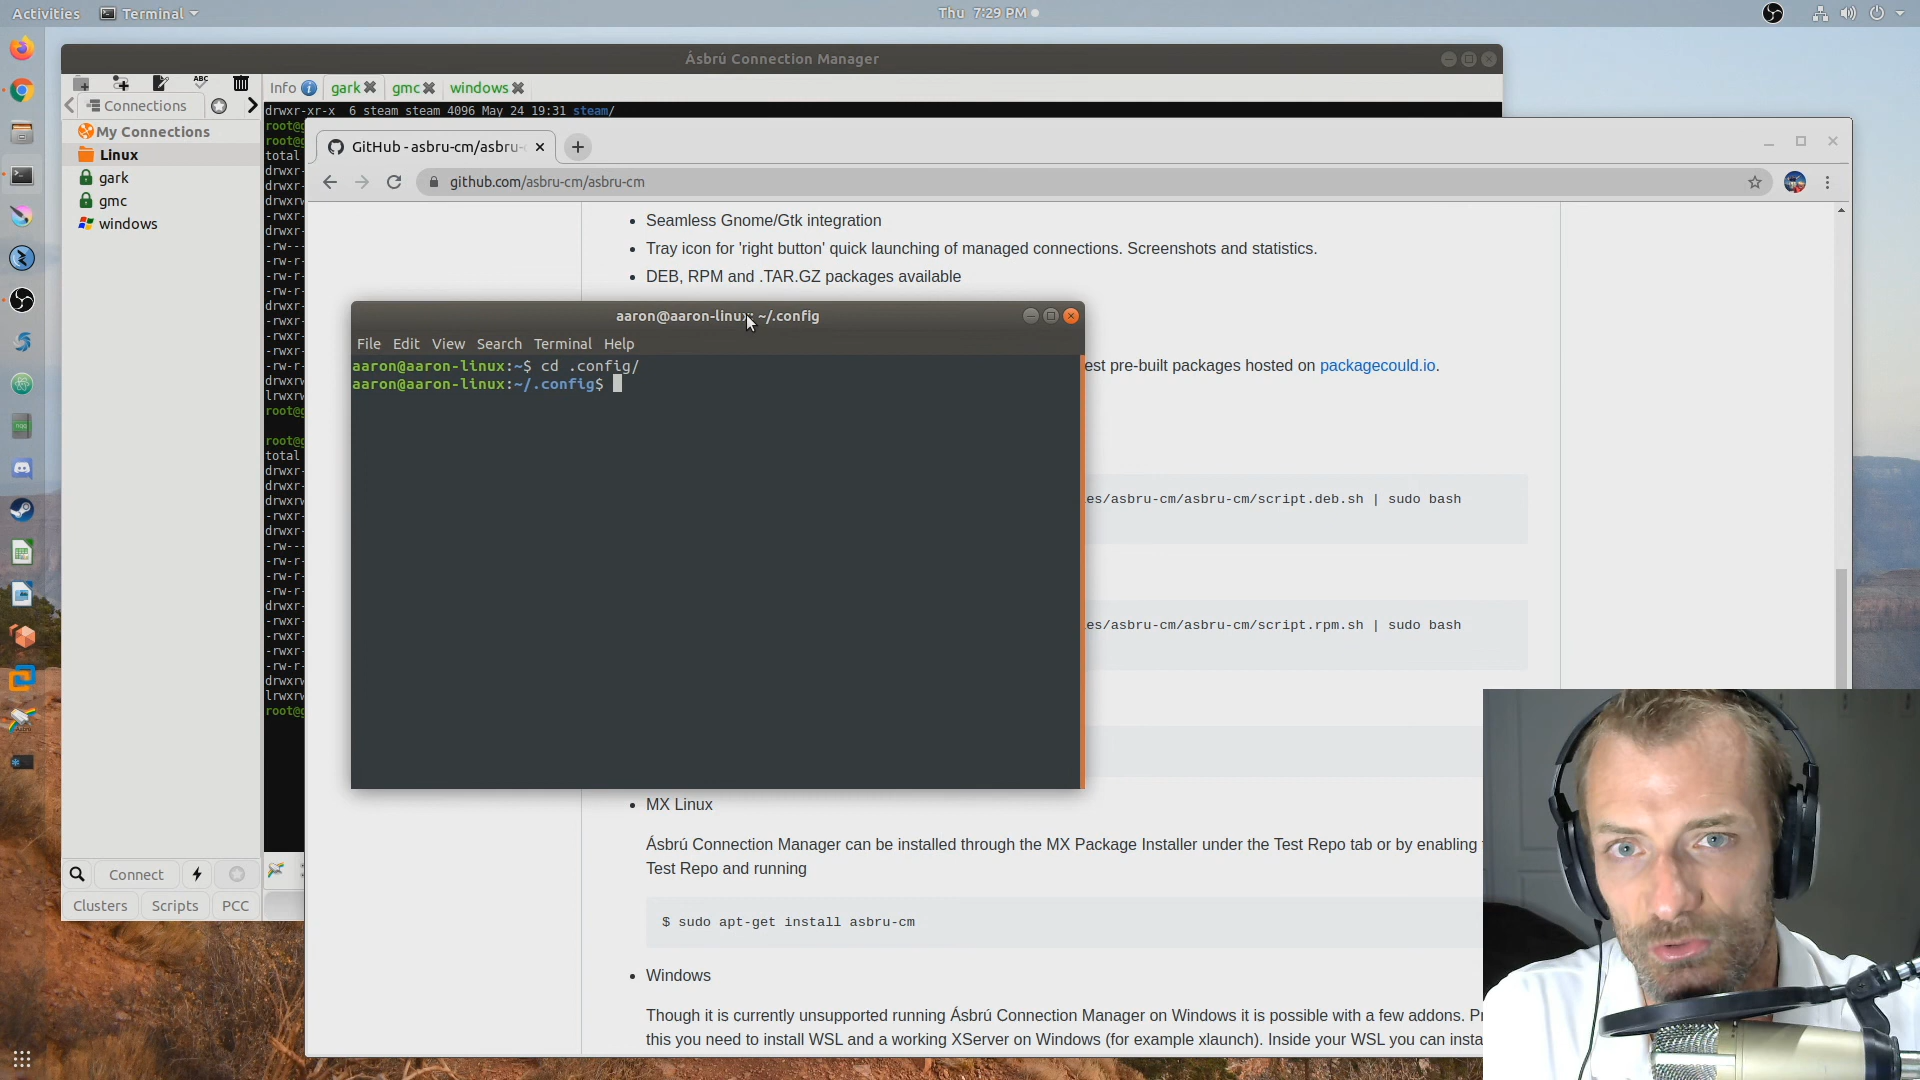 Activities
Terminal
Thu 7:29 PM
Ásbrú Connection Manager
Connections
My Connections
Linux
gark
gmc
windows
Info
gark
gmc
windows
drwxr-xr-x 6 steam steam 4096 May 24 19:31 steam/
root@g
root@g
total
GitHub - asbru-cm/asbru-
github.com/asbru-cm/asbru-cm
Seamless Gnome/Gtk integration
Tray icon for 'right button' quick launching of managed connections. Screenshots and statistics.
DEB, RPM and .TAR.GZ packages available
aaron@aaron-linux: ~/.config
File Edit View Search Terminal Help
aaron@aaron-linux:~$ cd .config/
aaron@aaron-linux:~/.config$
est pre-built packages hosted on packagecould.io.
es/asbru-cm/asbru-cm/script.deb.sh | sudo bash
es/asbru-cm/asbru-cm/script.rpm.sh | sudo bash
MX Linux
Ásbrú Connection Manager can be installed through the MX Package Installer under the Test Repo tab or by enabling
Test Repo and running
$ sudo apt-get install asbru-cm
Windows
Though it is currently unsupported running Ásbrú Connection Manager on Windows it is possible with a few addons. Pr
this you need to install WSL and a working XServer on Windows (for example xlaunch). Inside your WSL you can insta
Connect
Clusters
Scripts
PCC